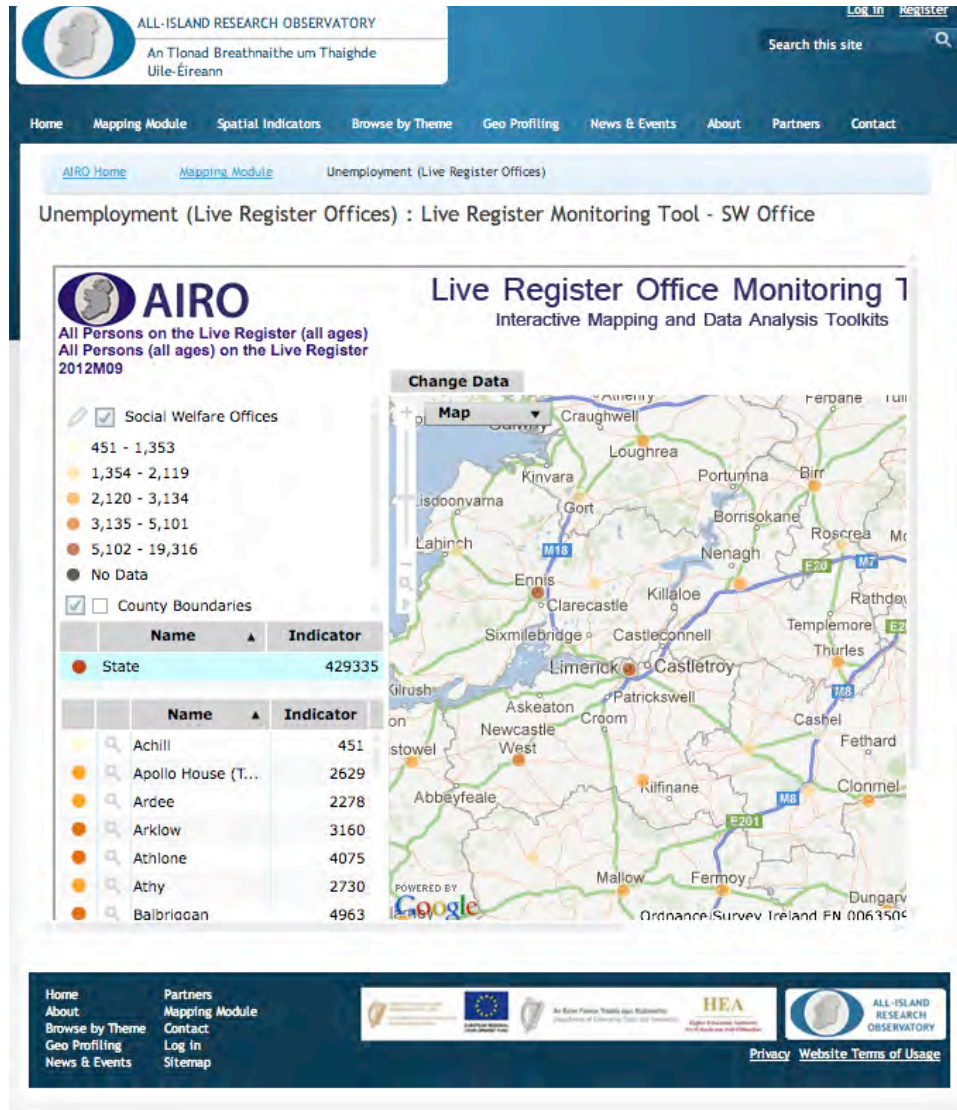 Log in Register
ALL-ISLAND RESEARCH OBSERVATORY
An Tionad Breathnaithe um Thaighde
Uile-Éireann
Search this site
Home Mapping Module Spatial Indicators Browse by Theme Geo Profiling News & Events About Partners Contact
AIRO Home Mapping Module Unemployment (Live Register Offices)
Unemployment (Live Register Offices) : Live Register Monitoring Tool - SW Office
AIRO
Live Register Office Monitoring T
Interactive Mapping and Data Analysis Toolkits
All Persons on the Live Register (all ages)
All Persons (all ages) on the Live Register
2012M09
Change Data
Map
Social Welfare Offices
451 - 1,353
1,354 - 2,119
2,120 - 3,134
3,135 - 5,101
5,102 - 19,316
No Data
County Boundaries
Name Indicator
State 429335
Name Indicator
Achill 451
Apollo House (T...  2629
Ardee 2278
Arklow 3160
Athlone 4075
Athy 2730
Balbriggan 4963
Athenry
Ferbane
Craughwell
Loughrea
Kinvara
Portumna
Birr
Lisdoonvarna
Gort
Borrisokane
Roscrea
Lahinch
M18
Nenagh
E20
M7
Ennis
Clarecastle
Killaloe
Sixmilebridge
Castleconnell
Templemore
Thurles
Limerick
Castletroy
Kilrush
Askeaton
Patrickswell
M8
Croom
Cashel
Newcastle
West
Fethard
Abbeyfeale
Kilfinane
M8
Clonmel
E201
Mallow
Fermoy
POWERED BY
Google
Ordnance Survey Ireland EN 006350
Home Partners
About Mapping Module
Browse by Theme Contact
Geo Profiling Log in
News & Events Sitemap
HEA
ALL-ISLAND
RESEARCH
OBSERVATORY
Privacy Website Terms of Usage